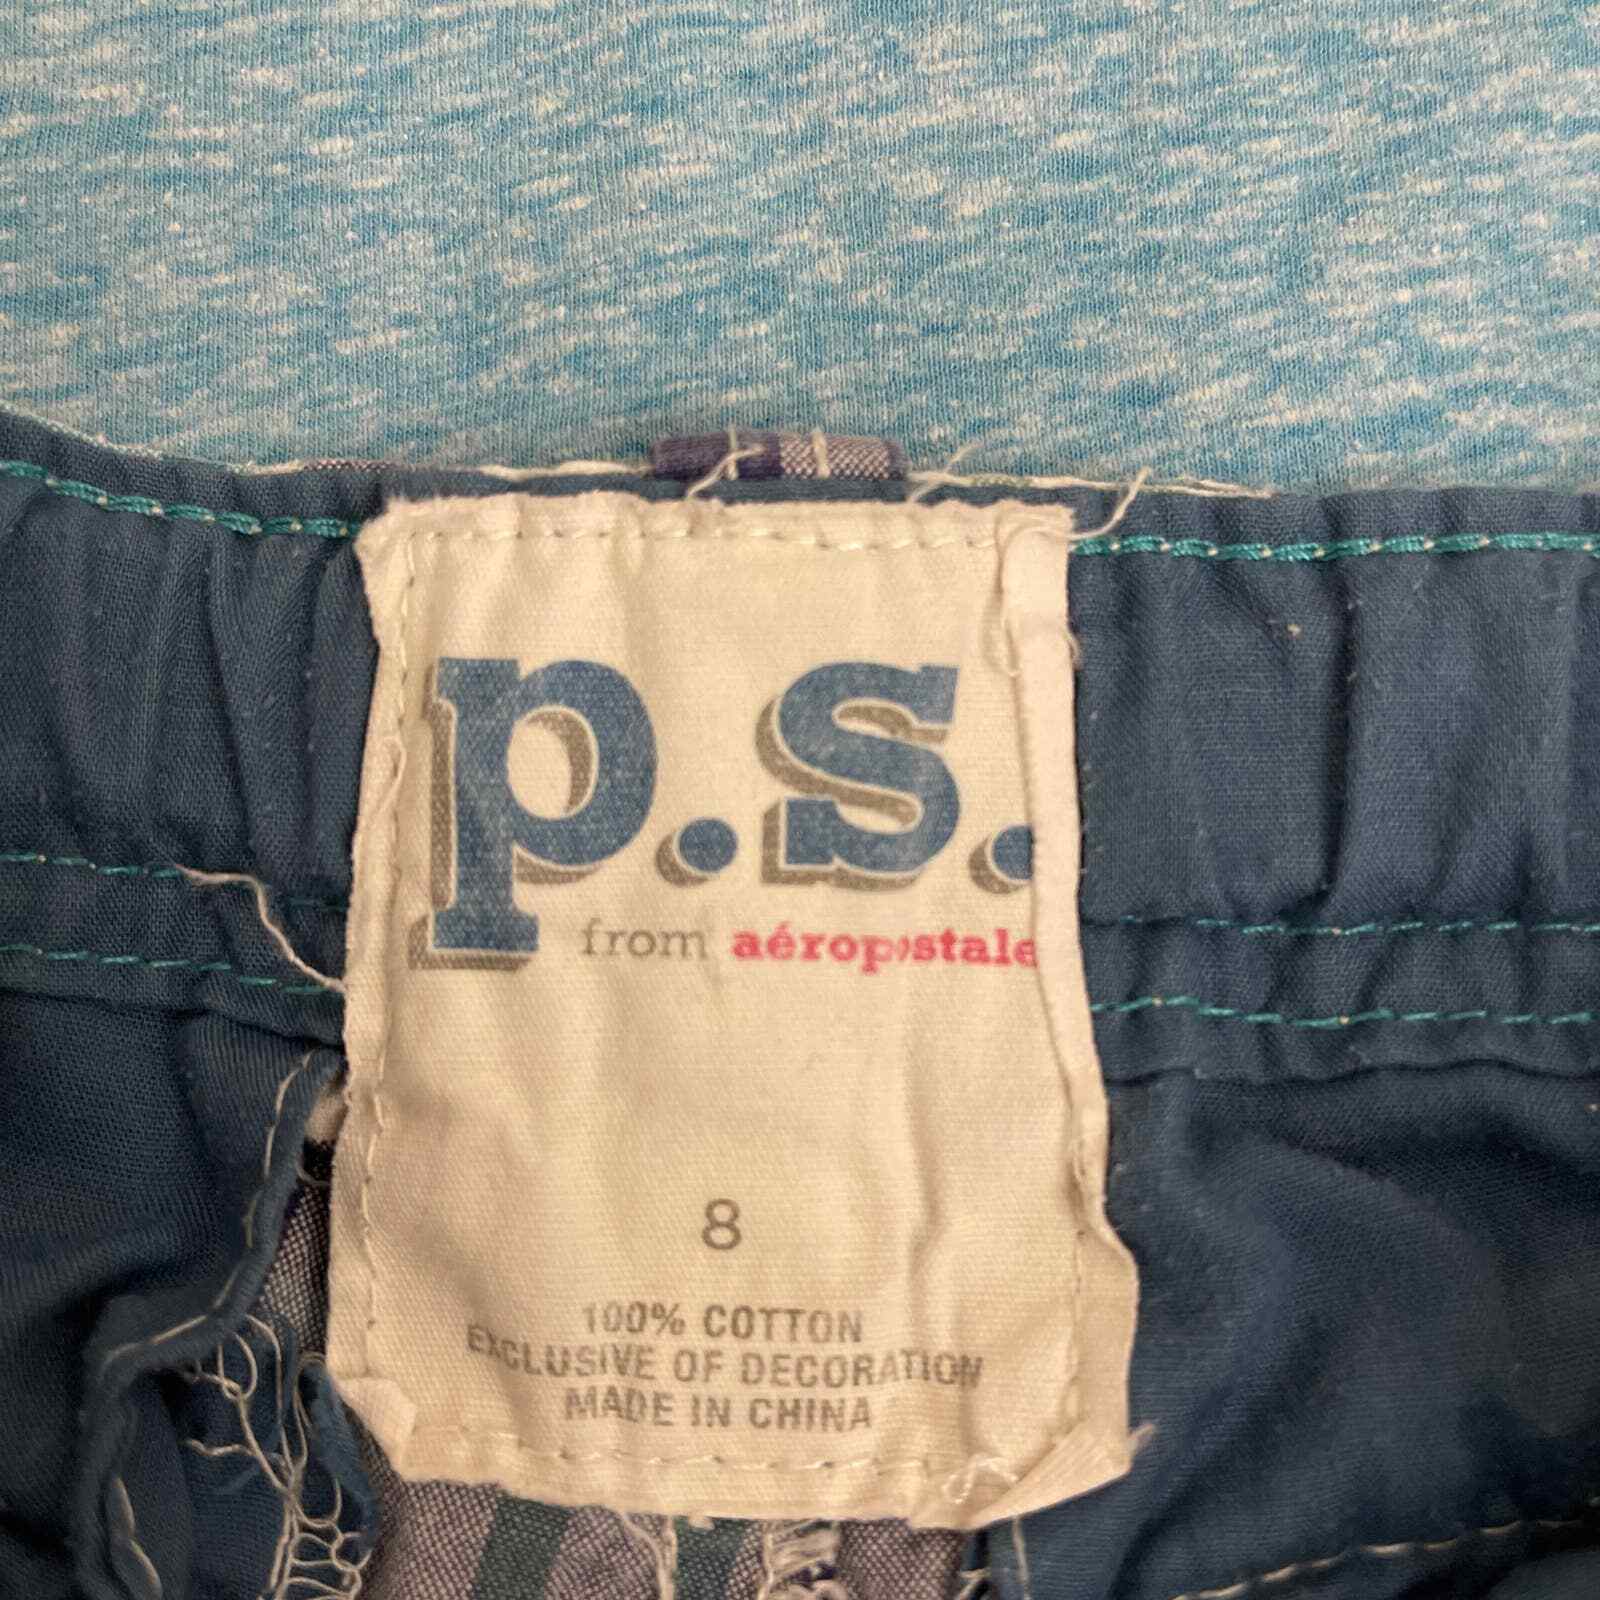 p.s.
from aéropostale
8
100% COTTON
EXCLUSIVE OF DECORATION
MADE IN CHINA